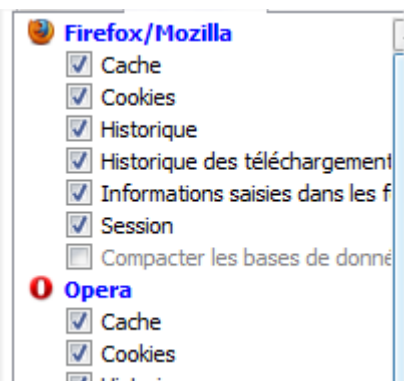 Firefox/Mozilla
Cache
Cookies
Historique
Historique des téléchargement
Informations saisies dans les f
Session
Compacter les bases de donné
Opera
Cache
Cookies